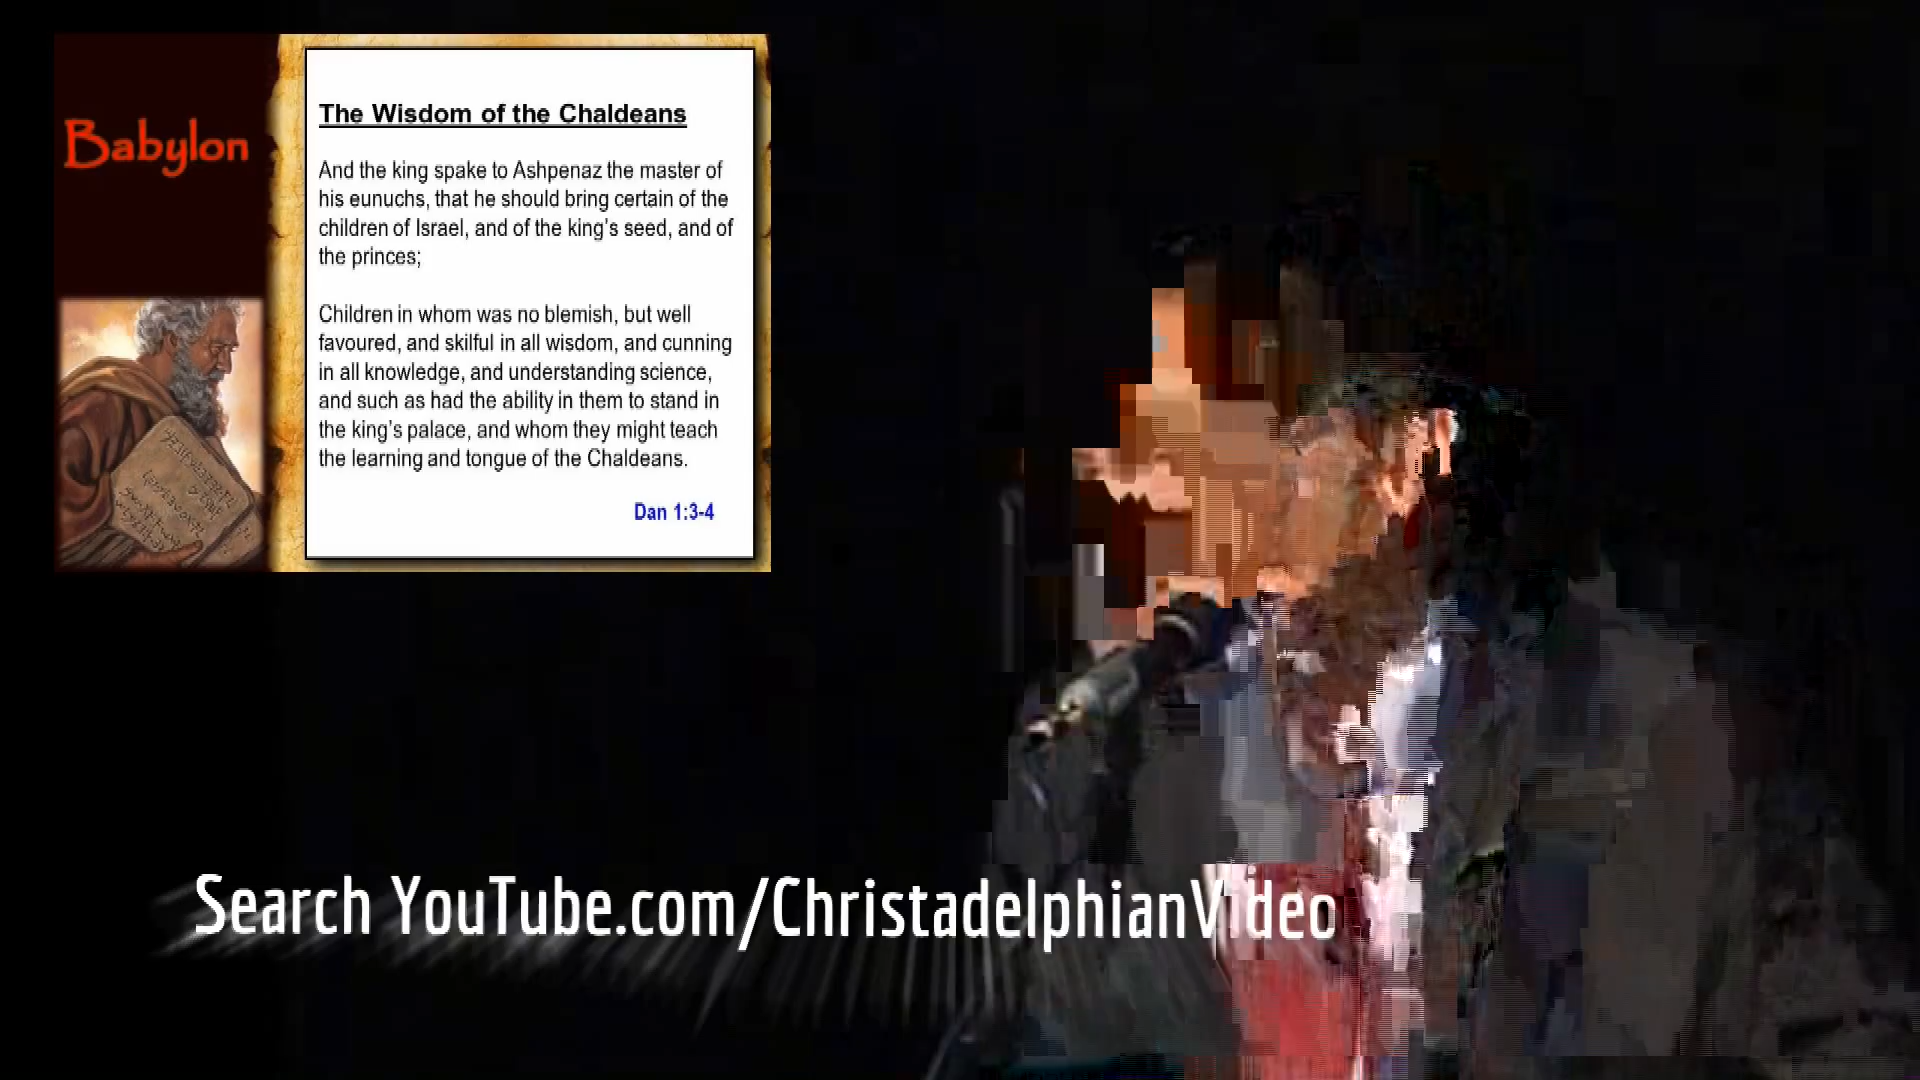 Babylon
The Wisdom of the Chaldeans
And the king spake to Ashpenaz the master of
his eunuchs, that he should bring certain of the
children of Israel, and of the king's seed, and of
the princes;
Children in whom was no blemish, but well
favoured, and skilful in all wisdom, and cunning
in all knowledge, and understanding science,
and such as had the ability in them to stand in
the king's palace, and whom they might teach
the learning and tongue of the Chaldeans.
Dan 1:3-4
Search YouTube.com/ChristadelphianVideo